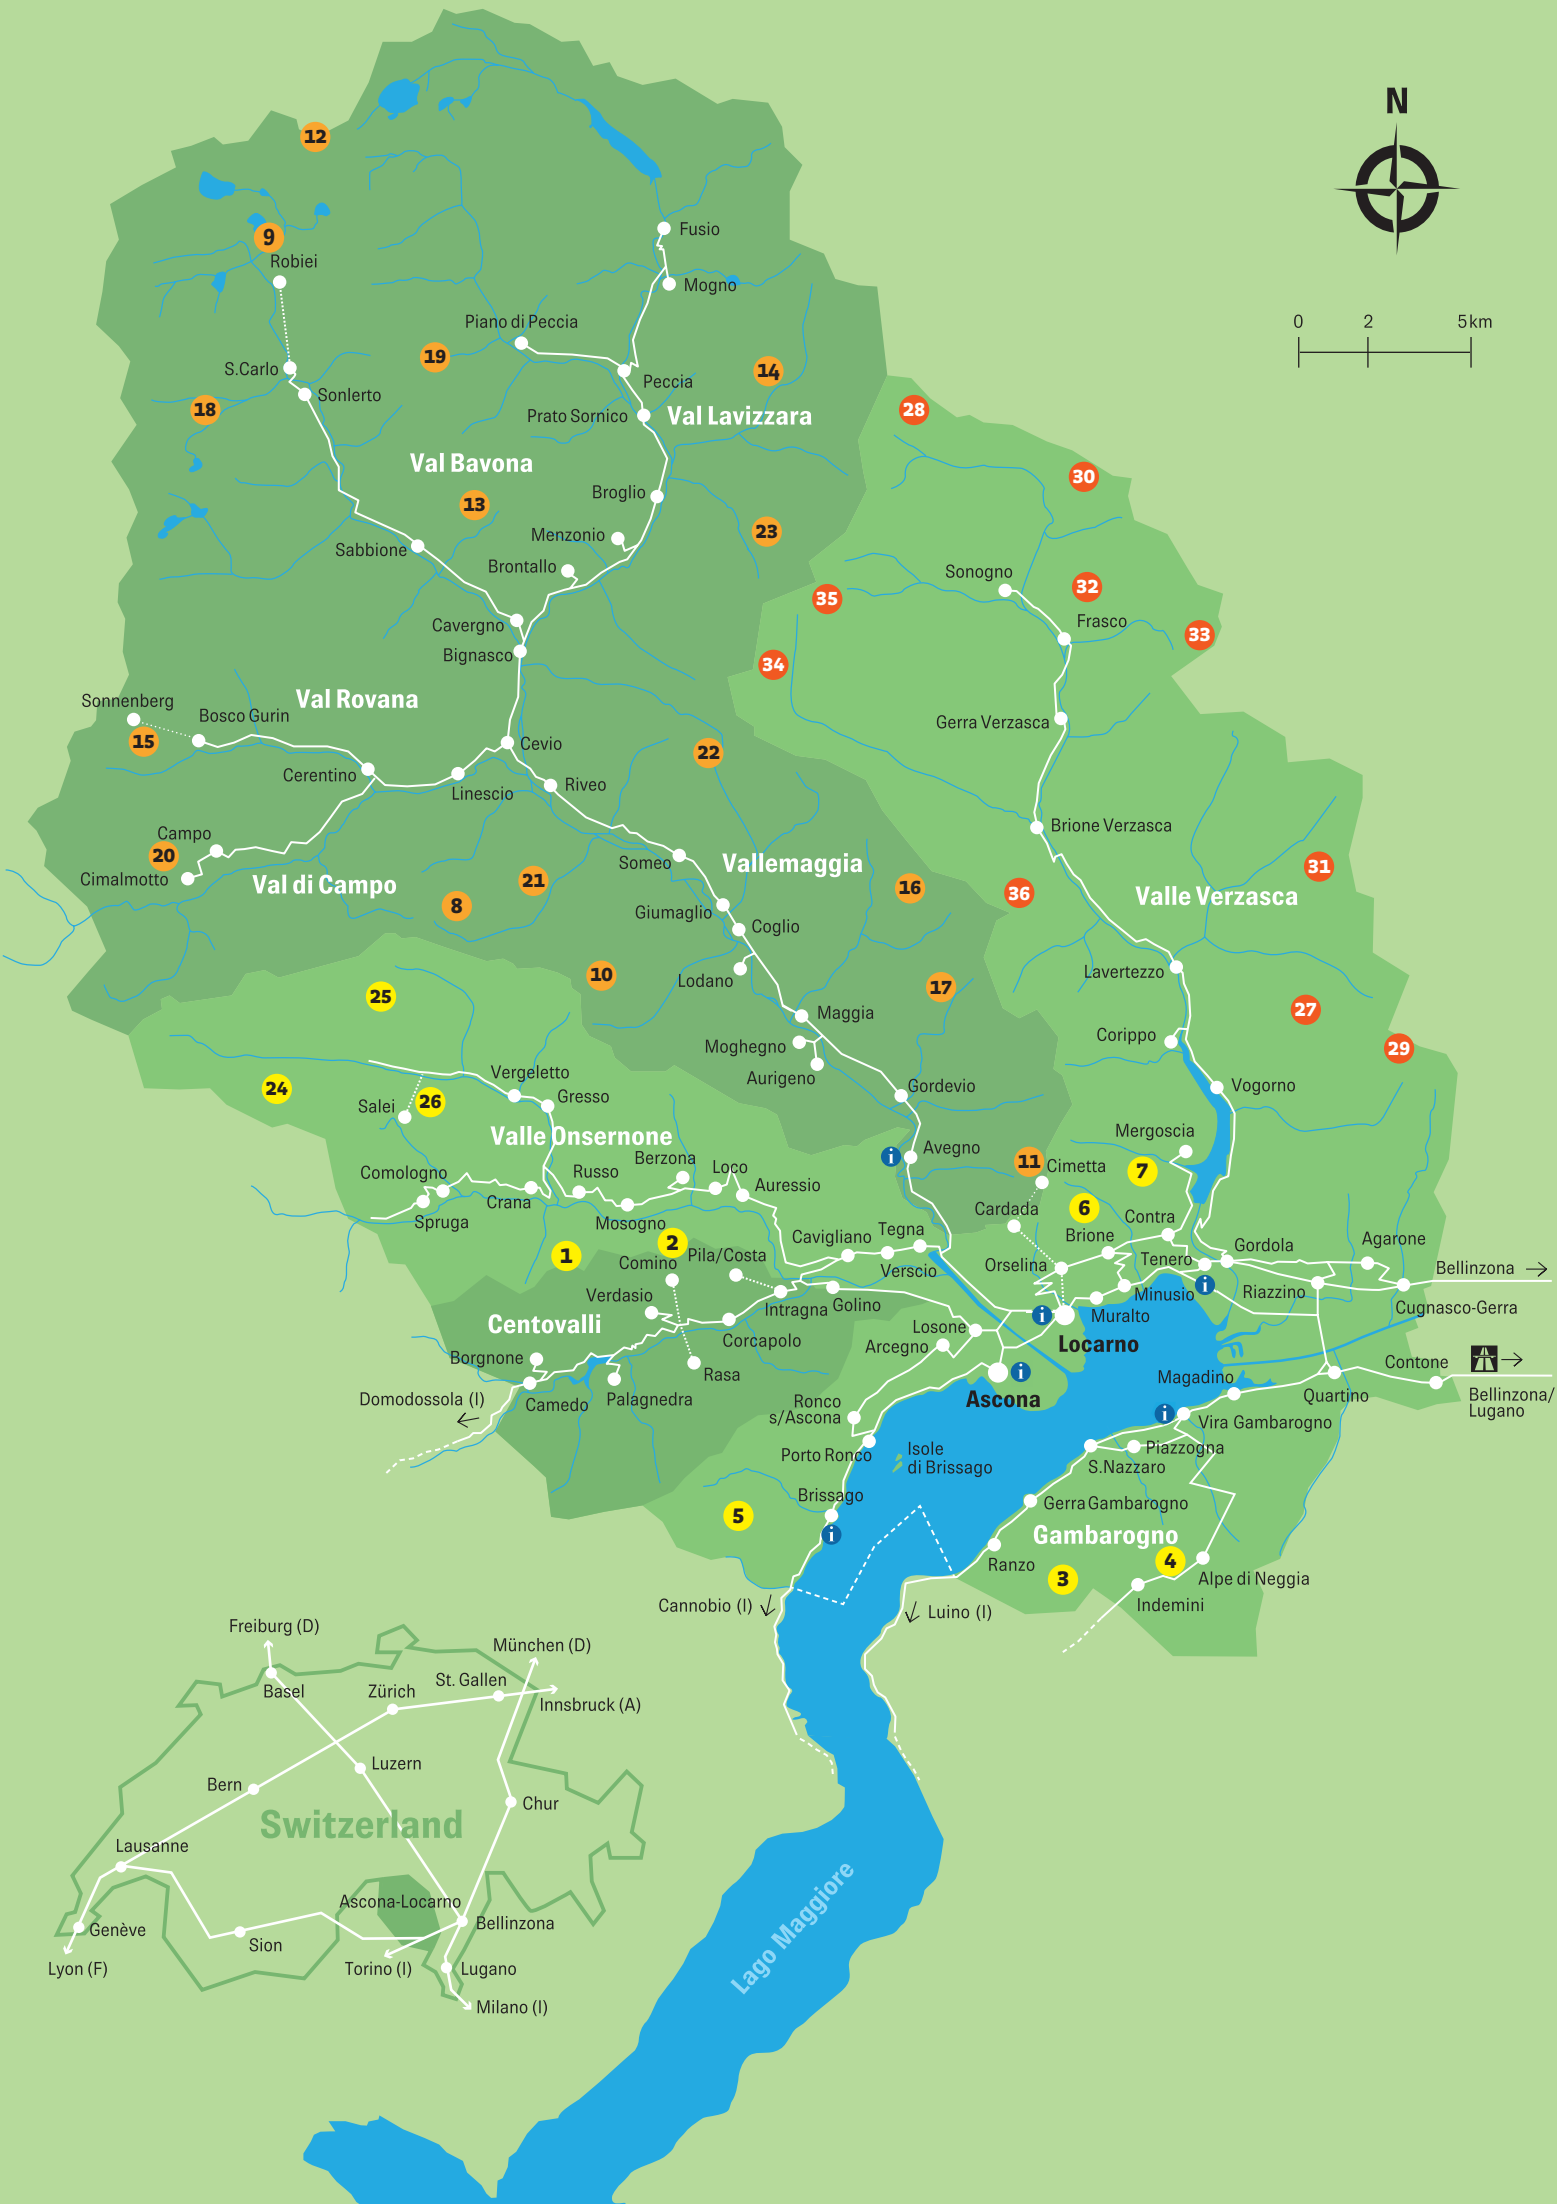 N
12
9
Robiei
Fusio
Mogno
0 2 5km
Piano di Peccia
19
14
S.Carlo
Peccia
Sonlerto
18
Prato Sornico
Val Lavizzara
28
Val Bavona
30
13
Broglio
23
Menzonio
Sabbione
Brontallo
Sonogno
32
35
Cavergno
Frasco
33
Bignasco
34
Sonnenberg
Val Rovana
Bosco Gurin
15
Gerra Verzasca
Cevio
22
Cerentino
Linescio
Riveo
Campo
Brione Verzasca
20
Someo
Vallemaggia
31
Cimalmotto
Val di Campo
21
16
36
Valle Verzasca
8
Giumaglio
Coglio
10
Lodano
Lavertezzo
25
17
27
Maggia
Corippo
29
Moghegno
Aurigeno
Vergeletto
24
Gordevio
Vogorno
Salei
26
Gresso
Valle Onsernone
Mergoscia
i
Avegno
Berzona
11
Cimetta
7
Comologno
Russo
Loco
Auressio
Crana
Cardada
6
Spruga
Mosogno
Contra
1
2
Cavigliano
Tegna
Brione
Agarone
Comino
Pila/Costa
Verscio
Orselina
Tenero
Gordola
Bellinzona
Verdasio
Intragna
Golino
Minusio
i
Riazzino
Cugnasco-Gerra
Centovalli
Corcapolo
Losone
i
Muralto
Arcegno
Locarno
Borgnone
Rasa
Contone
Domodossola (I)
Camedo
Palagnedra
Ascona
i
Magadino
Quartino
Bellinzona/
Lugano
Ronco
s/Ascona
i
Vira Gambarogno
Porto Ronco
Isole
di Brissago
Piazzogna
S.Nazzaro
Brissago
Gerra Gambarogno
5
i
Gambarogno
Ranzo
3
4
Alpe di Neggia
Indemini
Cannobio (I)
Luino (I)
Freiburg (D)
München (D)
Basel
Zürich
St. Gallen
Innsbruck (A)
Luzern
Bern
Chur
Switzerland
Lausanne
Ascona-Locarno
Bellinzona
Genève
Sion
Lyon (F)
Torino (I)
Lugano
Milano (I)
Lago Maggiore